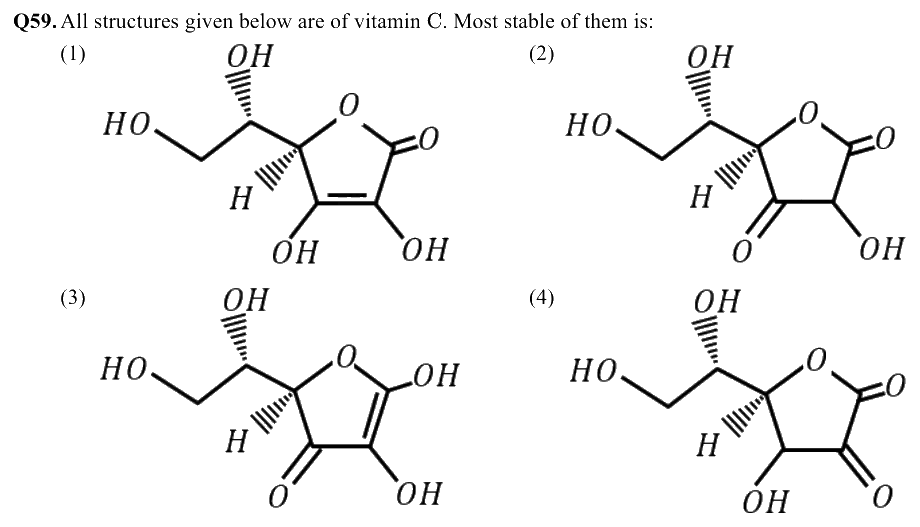 Q59. All structures given below are of vitamin C. Most stable of them is:
(1) (2)
OH OH
HO O O HO O O
H H
OH OH O OH
(3) (4)
OH OH
HO O OH HO O O
H H
O OH OH O